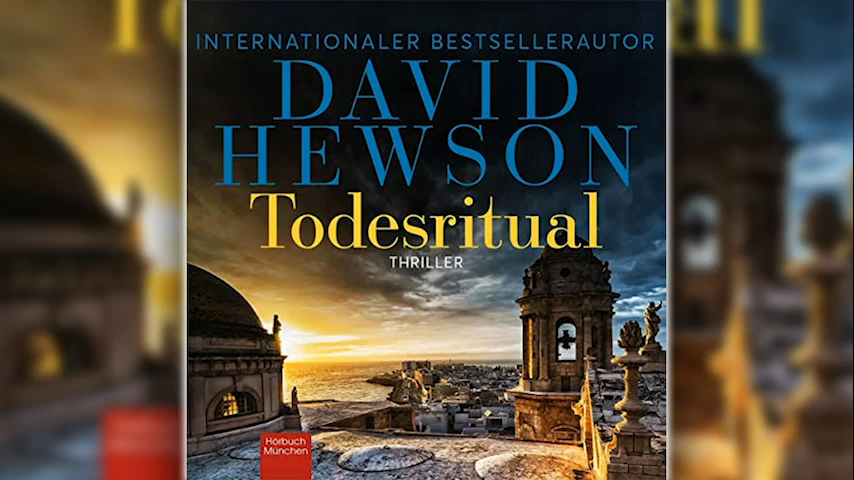 INTERNATIONALER BESTSELLERAUTOR
DAVID
HEWSON
Todesritual
THRILLER
Hörbuch
München